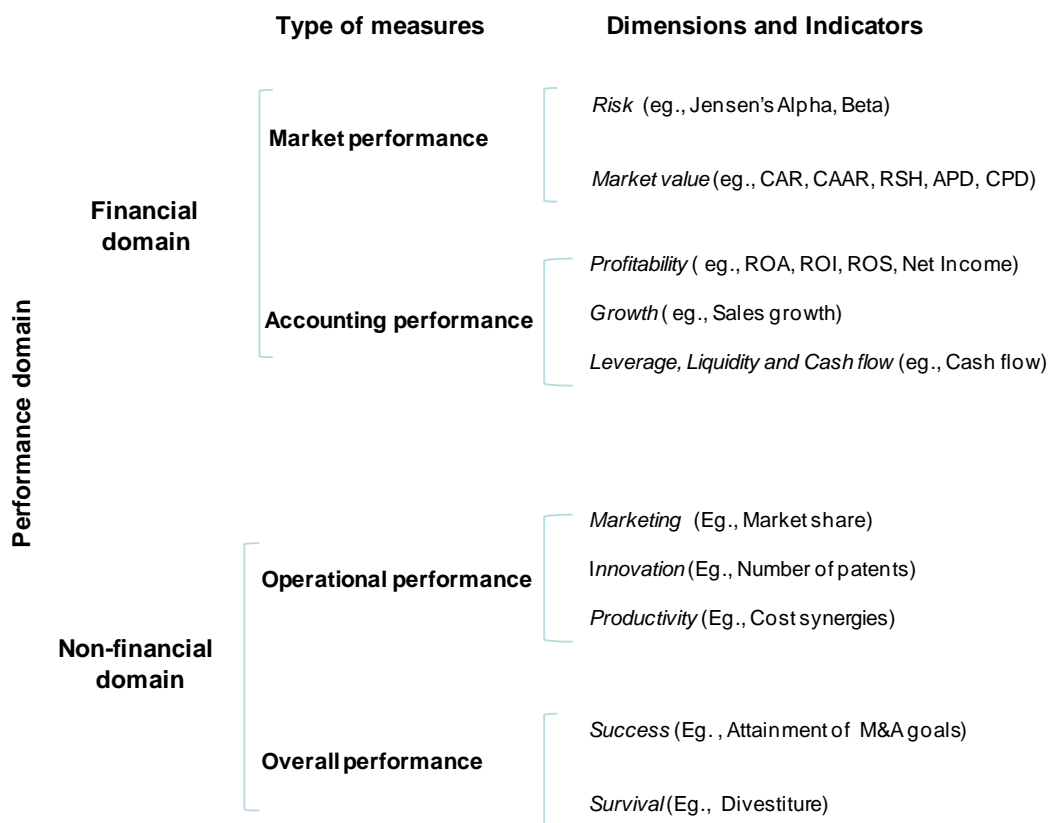 Type of measures
Dimensions and Indicators
Performance domain
Financial
domain
Market performance
Risk (eg., Jensen's Alpha, Beta)
Market value (eg., CAR, CAAR, RSH, APD, CPD)
Accounting performance
Profitability ( eg., ROA, ROI, ROS, Net Income)
Growth ( eg., Sales growth)
Leverage, Liquidity and Cash flow (eg., Cash flow)
Non-financial
domain
Operational performance
Marketing (Eg., Market share)
Innovation (Eg., Number of patents)
Productivity (Eg., Cost synergies)
Overall performance
Success (Eg. , Attainment of M&A goals)
Survival (Eg., Divestiture)